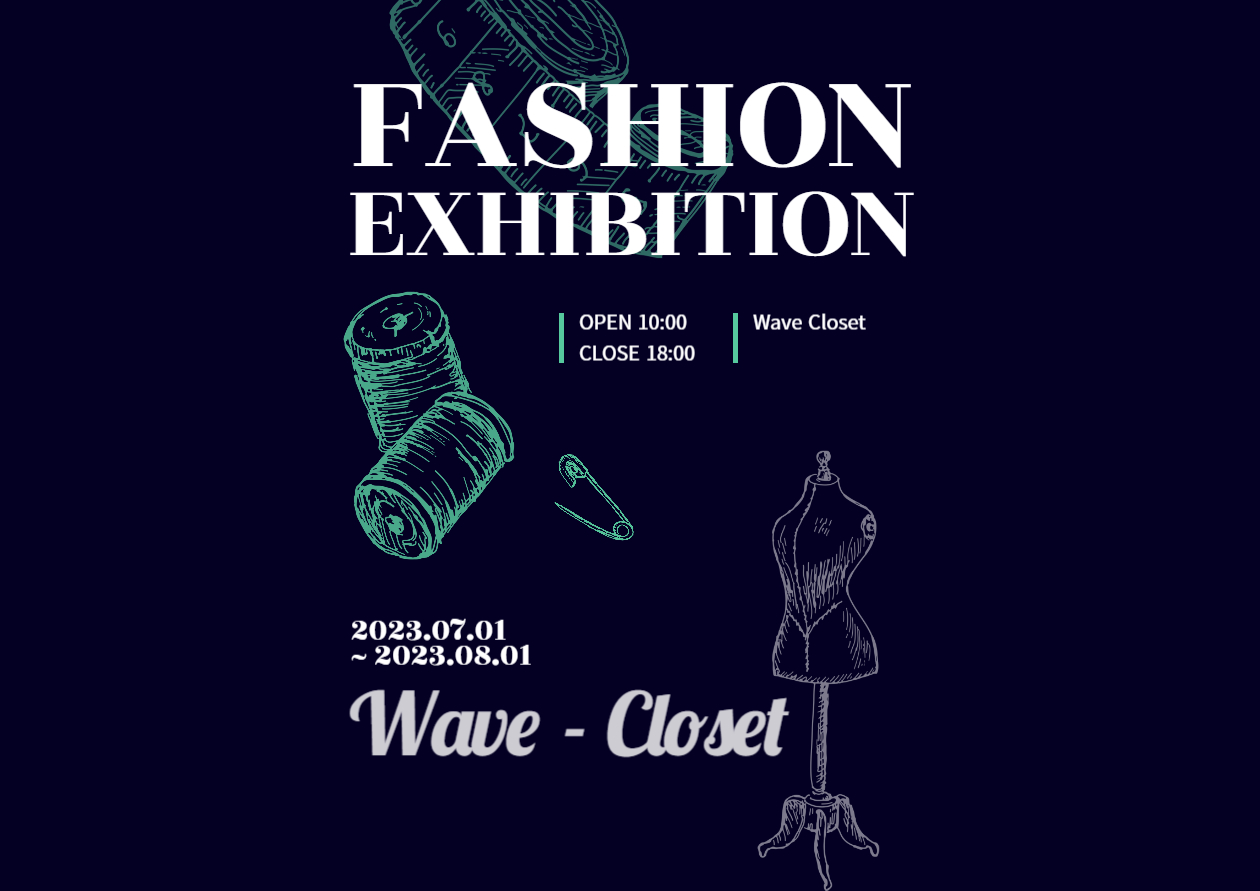 FASHION
EXHIBITION
OPEN 10:00
CLOSE 18:00
Wave Closet
2023.07.01
~ 2023.08.01
Wave - Closet